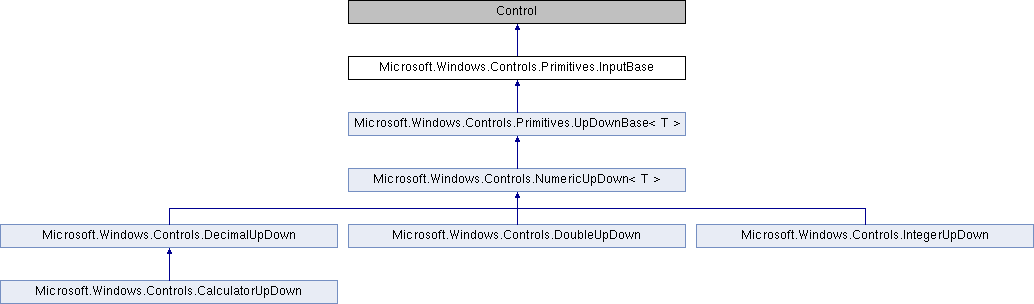 Control
Microsoft.Windows.Controls.Primitives.InputBase
Microsoft.Windows.Controls.Primitives.UpDownBase< T >
Microsoft.Windows.Controls.NumericUpDown< T >
Microsoft.Windows.Controls.DecimalUpDown
Microsoft.Windows.Controls.DoubleUpDown
Microsoft.Windows.Controls.IntegerUpDown
Microsoft.Windows.Controls.CalculatorUpDown